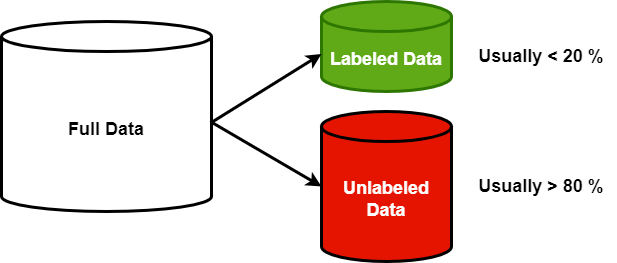 Full Data
Labeled Data
Usually < 20 %
Unlabeled
Data
Usually > 80 %